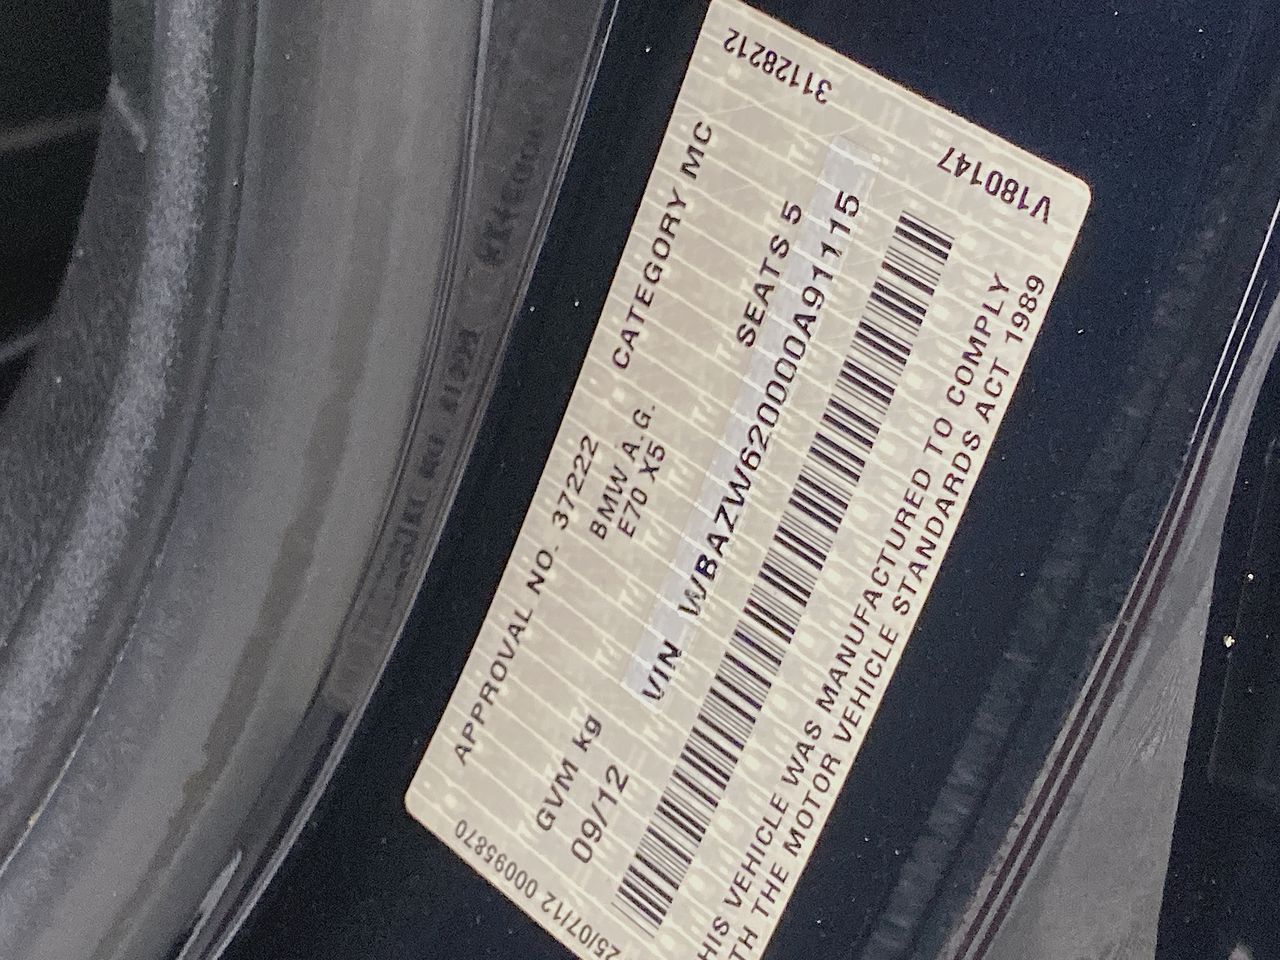 APPROVAL NO. 37222 CATEGORY MC
BMW A.G.
E70 X5
GVM kg SEATS 5
09/12
VIN WBAZW620000A91115
HIS VEHICLE WAS MANUFACTURED TO COMPLY
TH THE MOTOR VEHICLE STANDARDS ACT 1989
25/07/12 00095870
31128212
V180147